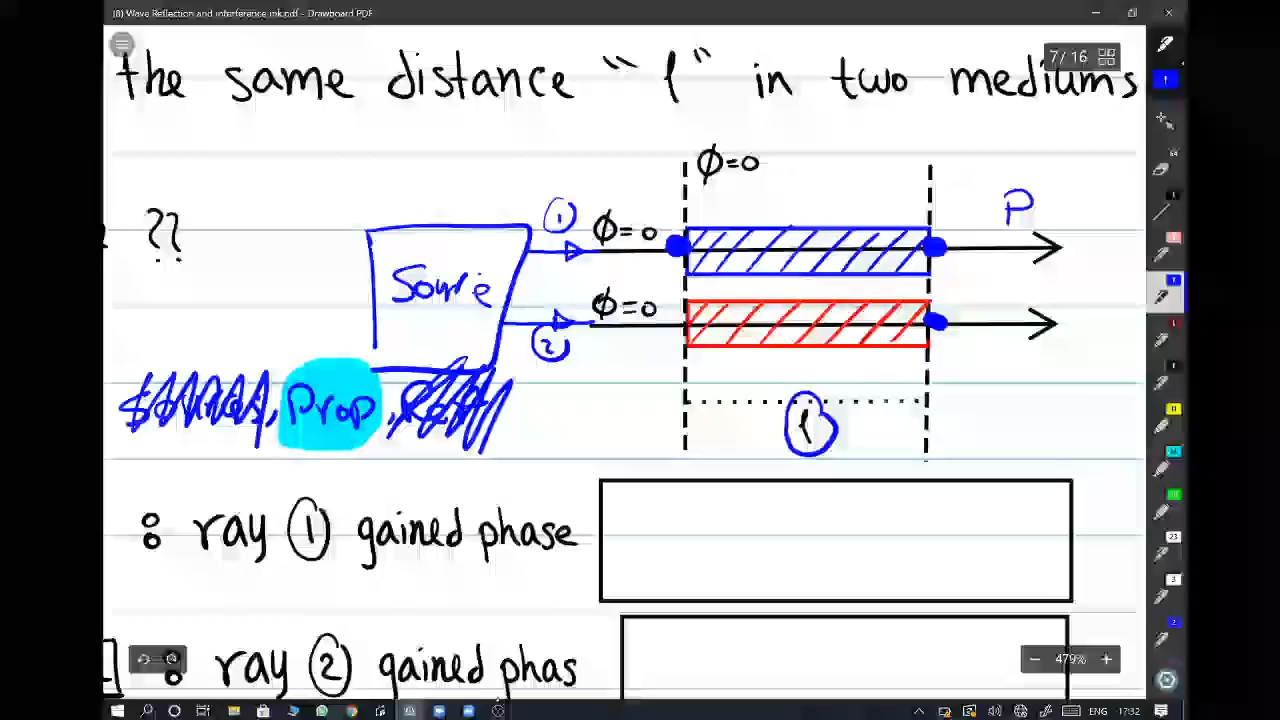 (8) Wave Reflection and interference ink.pdf - Drawboard PDF
7 / 16
the same distance " l " in two mediums
ϕ=0
P
??
① ϕ=0
Source
② ϕ=0
, Prop ,
l
: ray ① gained phase
: ray ② gained phas
479%
ENG 17:32